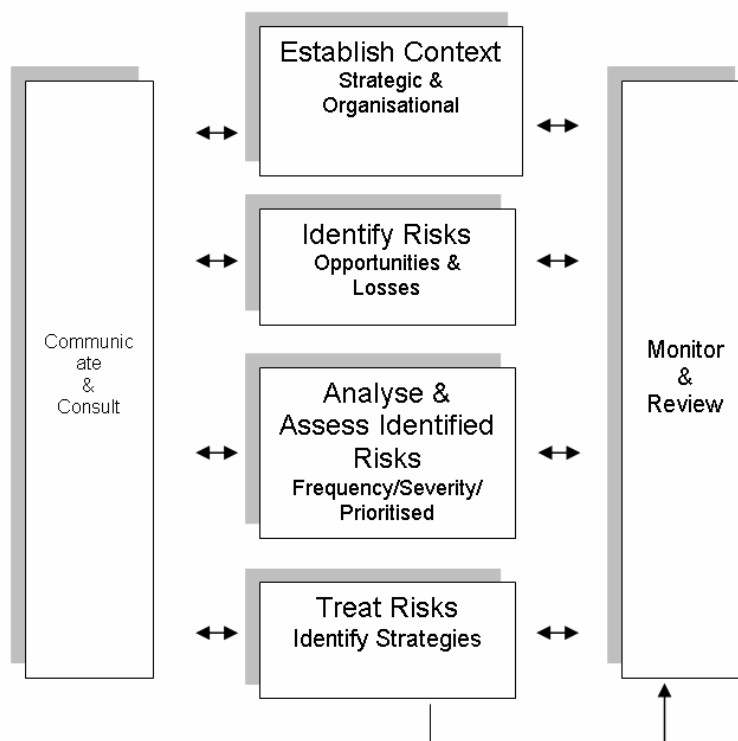 Establish Context
Strategic &
Organisational
Identify Risks
Opportunities &
Losses
Communic
ate
&
Consult
Monitor
&
Review
Analyse &
Assess Identified
Risks
Frequency/Severity/
Prioritised
Treat Risks
Identify Strategies